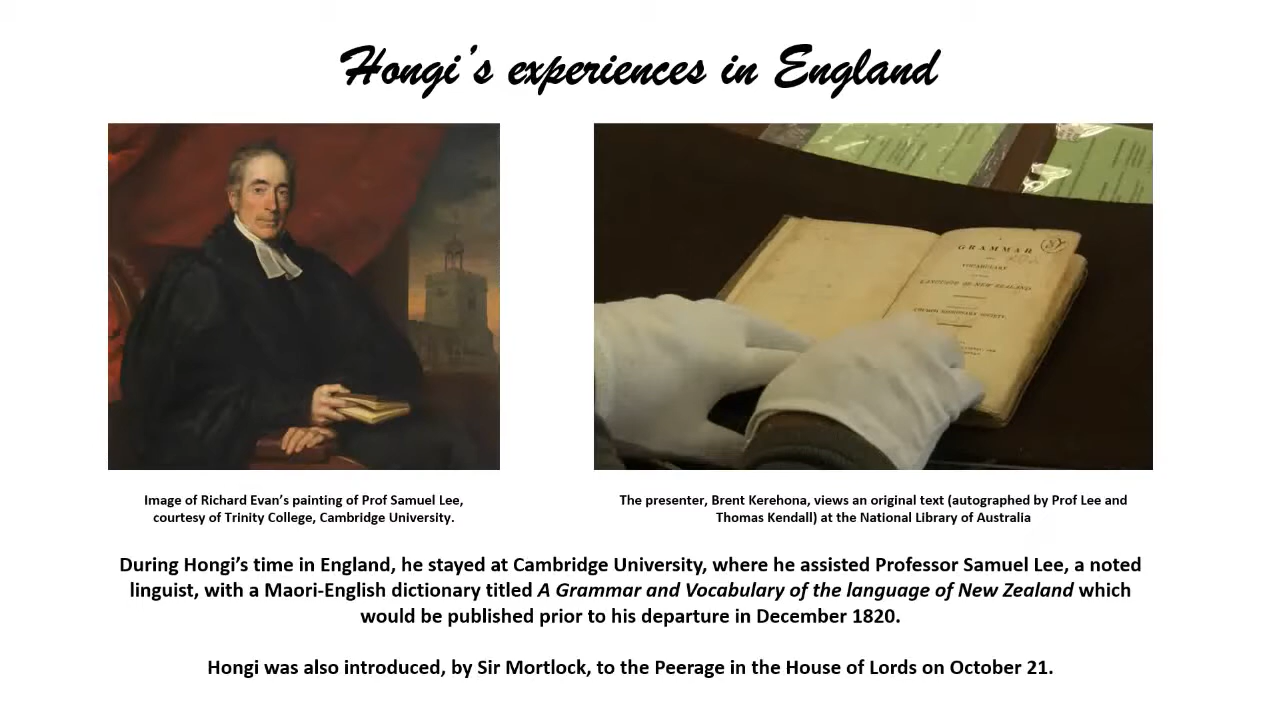 Hongi's experiences in England
GRAMMAR
VOCABULARY
LANGUAGE OF NEW ZEALAND
CHURCH MISSIONARY SOCIETY
Image of Richard Evan's painting of Prof Samuel Lee,
courtesy of Trinity College, Cambridge University.
The presenter, Brent Kerehona, views an original text (autographed by Prof Lee and
Thomas Kendall) at the National Library of Australia
During Hongi's time in England, he stayed at Cambridge University, where he assisted Professor Samuel Lee, a noted
linguist, with a Maori-English dictionary titled A Grammar and Vocabulary of the language of New Zealand which
would be published prior to his departure in December 1820.
Hongi was also introduced, by Sir Mortlock, to the Peerage in the House of Lords on October 21.